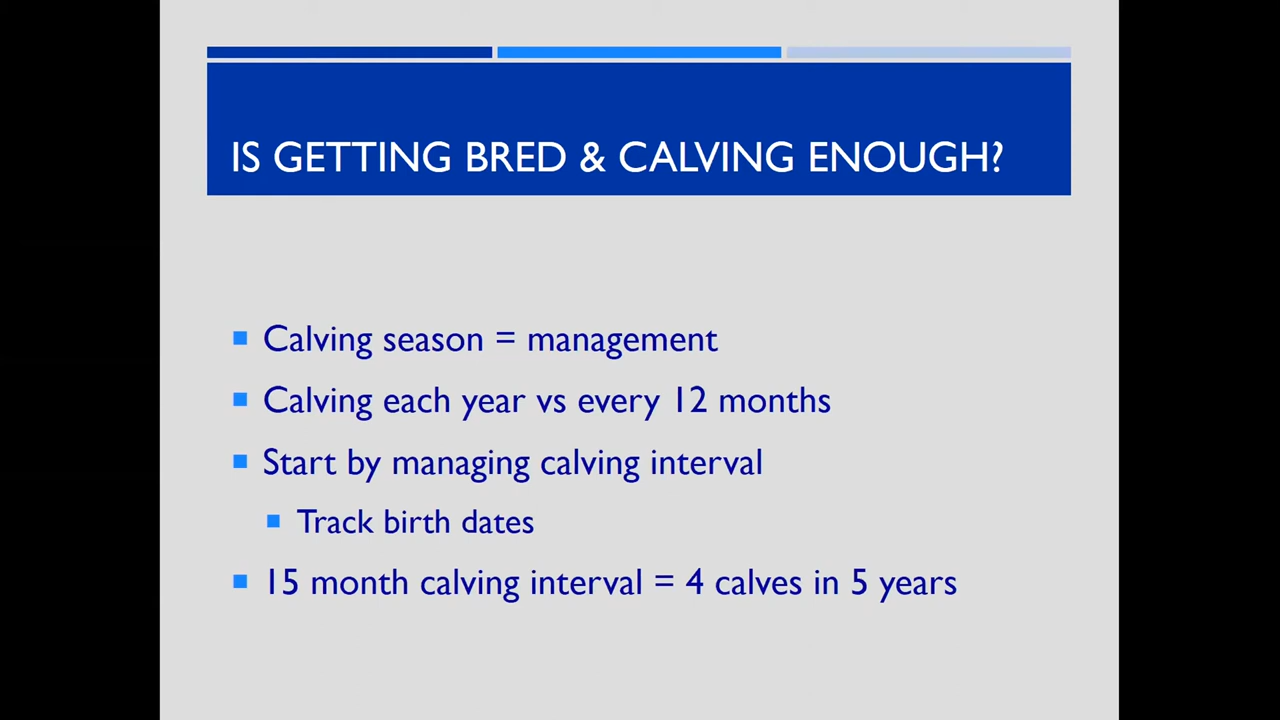 IS GETTING BRED & CALVING ENOUGH?
Calving season = management
Calving each year vs every 12 months
Start by managing calving interval
Track birth dates
15 month calving interval = 4 calves in 5 years